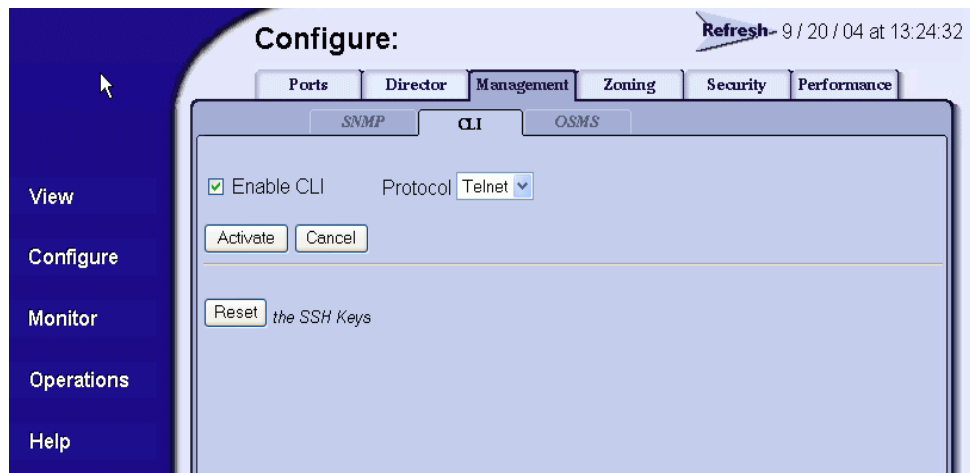 Configure:
Refresh- 9 / 20 / 04 at 13:24:32
Ports Director Management Zoning Security Performance
SNMP CLI OSMS
Enable CLI Protocol Telnet
Activate Cancel
Reset the SSH Keys
View
Configure
Monitor
Operations
Help